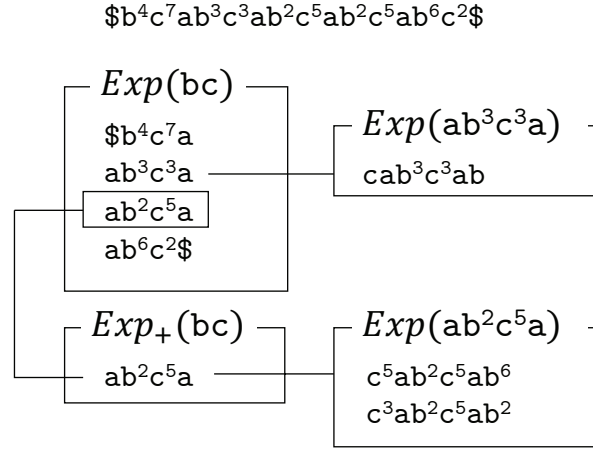 $b⁴c⁷ab³c³ab²c⁵ab²c⁵ab⁶c²$
Exp(bc)
$b⁴c⁷a
ab³c³a
ab²c⁵a
ab⁶c²$
Exp(ab³c³a)
cab³c³ab
Exp₊(bc)
ab²c⁵a
Exp(ab²c⁵a)
c⁵ab²c⁵ab⁶
c³ab²c⁵ab²